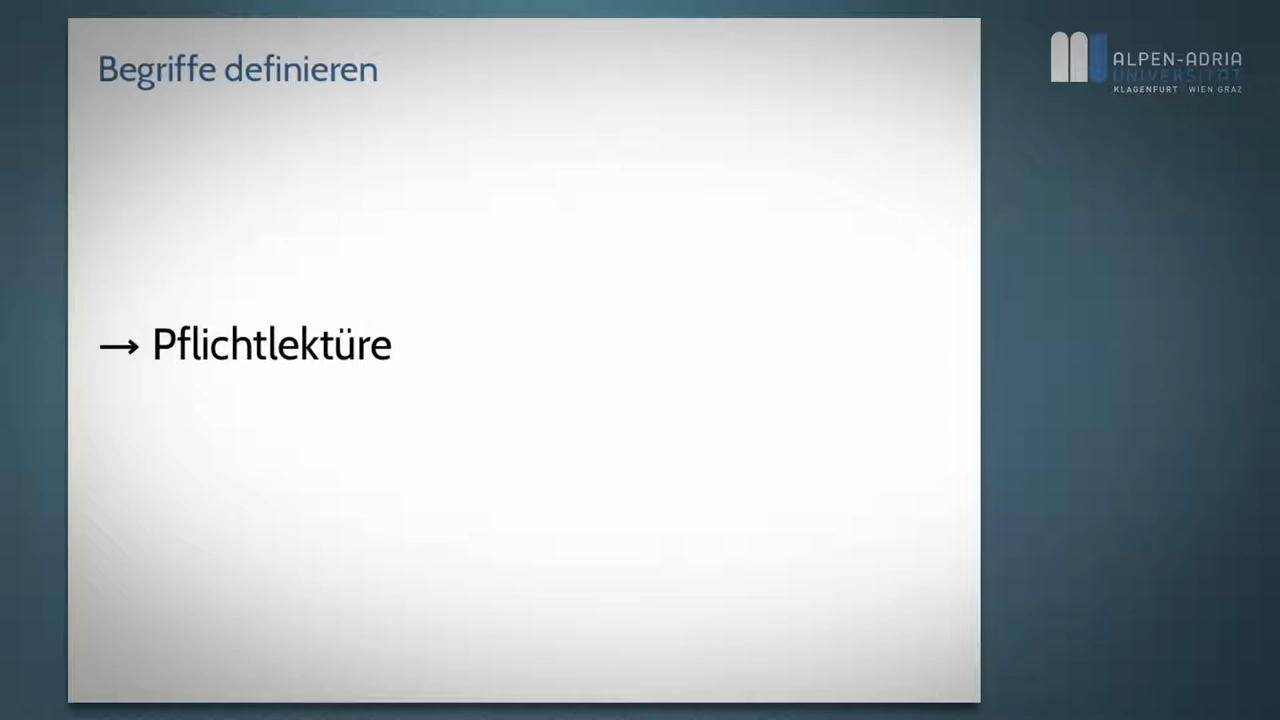 Begriffe definieren
→ Pflichtlektüre
ALPEN-ADRIA
UNIVERSITÄT
KLAGENFURT WIEN GRAZ